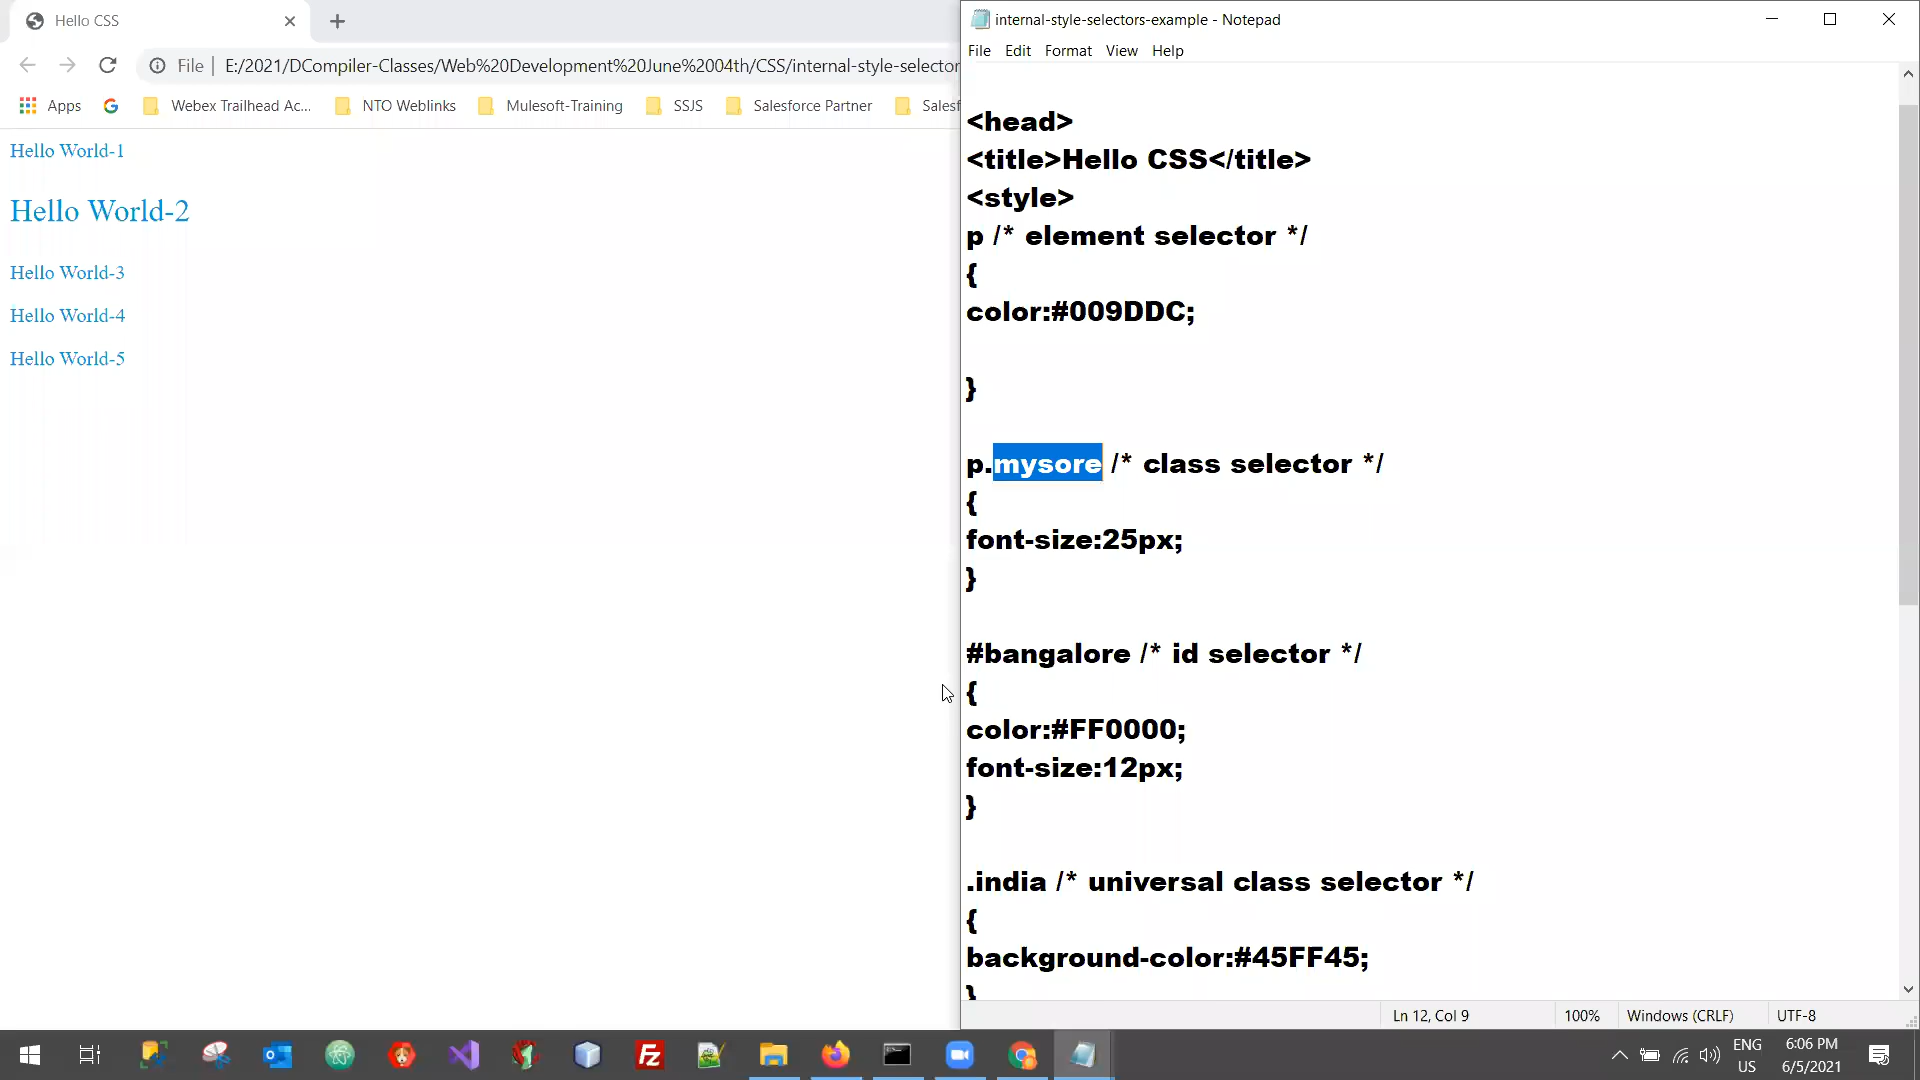 Hello CSS
File
E:/2021/DCompiler-Classes/Web%20Development%20June%2004th/CSS/internal-style-selector
Apps
Webex Trailhead Ac...
NTO Weblinks
Mulesoft-Training
SSJS
Salesforce Partner
Salesf
Hello World-1
Hello World-2
Hello World-3
Hello World-4
Hello World-5
internal-style-selectors-example - Notepad
File Edit Format View Help
<head>
<title>Hello CSS</title>
<style>
p /* element selector */
{
color:#009DDC;
}
p.mysore /* class selector */
{
font-size:25px;
}
#bangalore /* id selector */
{
color:#FF0000;
font-size:12px;
}
.india /* universal class selector */
{
background-color:#45FF45;
}
Ln 12, Col 9
100%
Windows (CRLF)
UTF-8
ENG
US
6:06 PM
6/5/2021